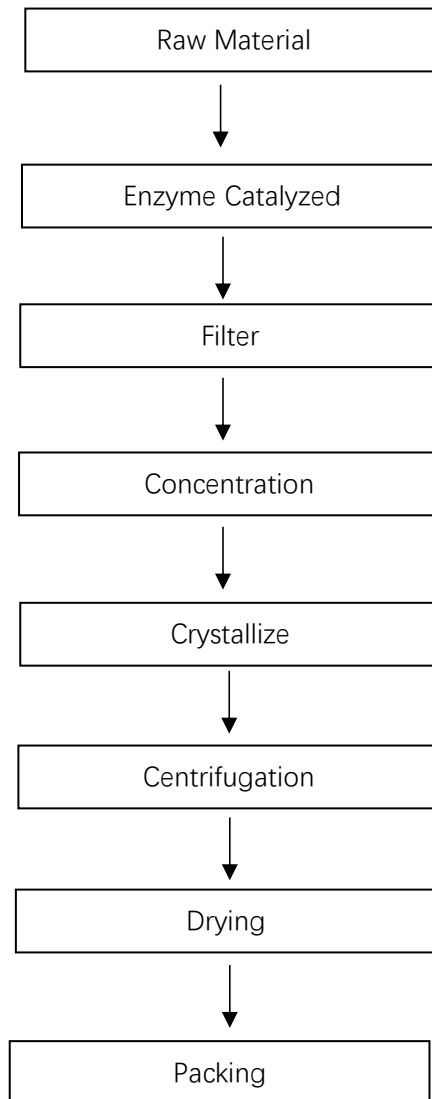 Raw Material
Enzyme Catalyzed
Filter
Concentration
Crystallize
Centrifugation
Drying
Packing